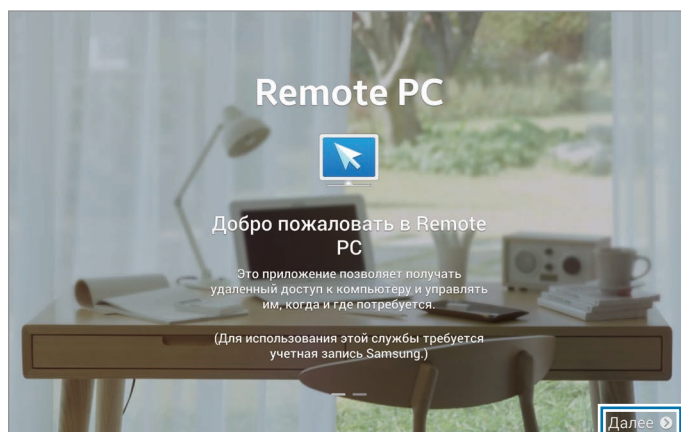 Remote PC
Добро пожаловать в Remote
PC
Это приложение позволяет получать
удаленный доступ к компьютеру и управлять
им, когда и где потребуется.
(Для использования этой службы требуется
учетная запись Samsung.)
Далее